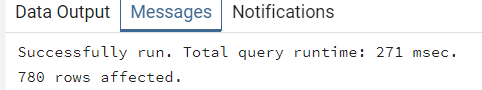 Data Output Messages Notifications
Successfully run. Total query runtime: 271 msec.
780 rows affected.